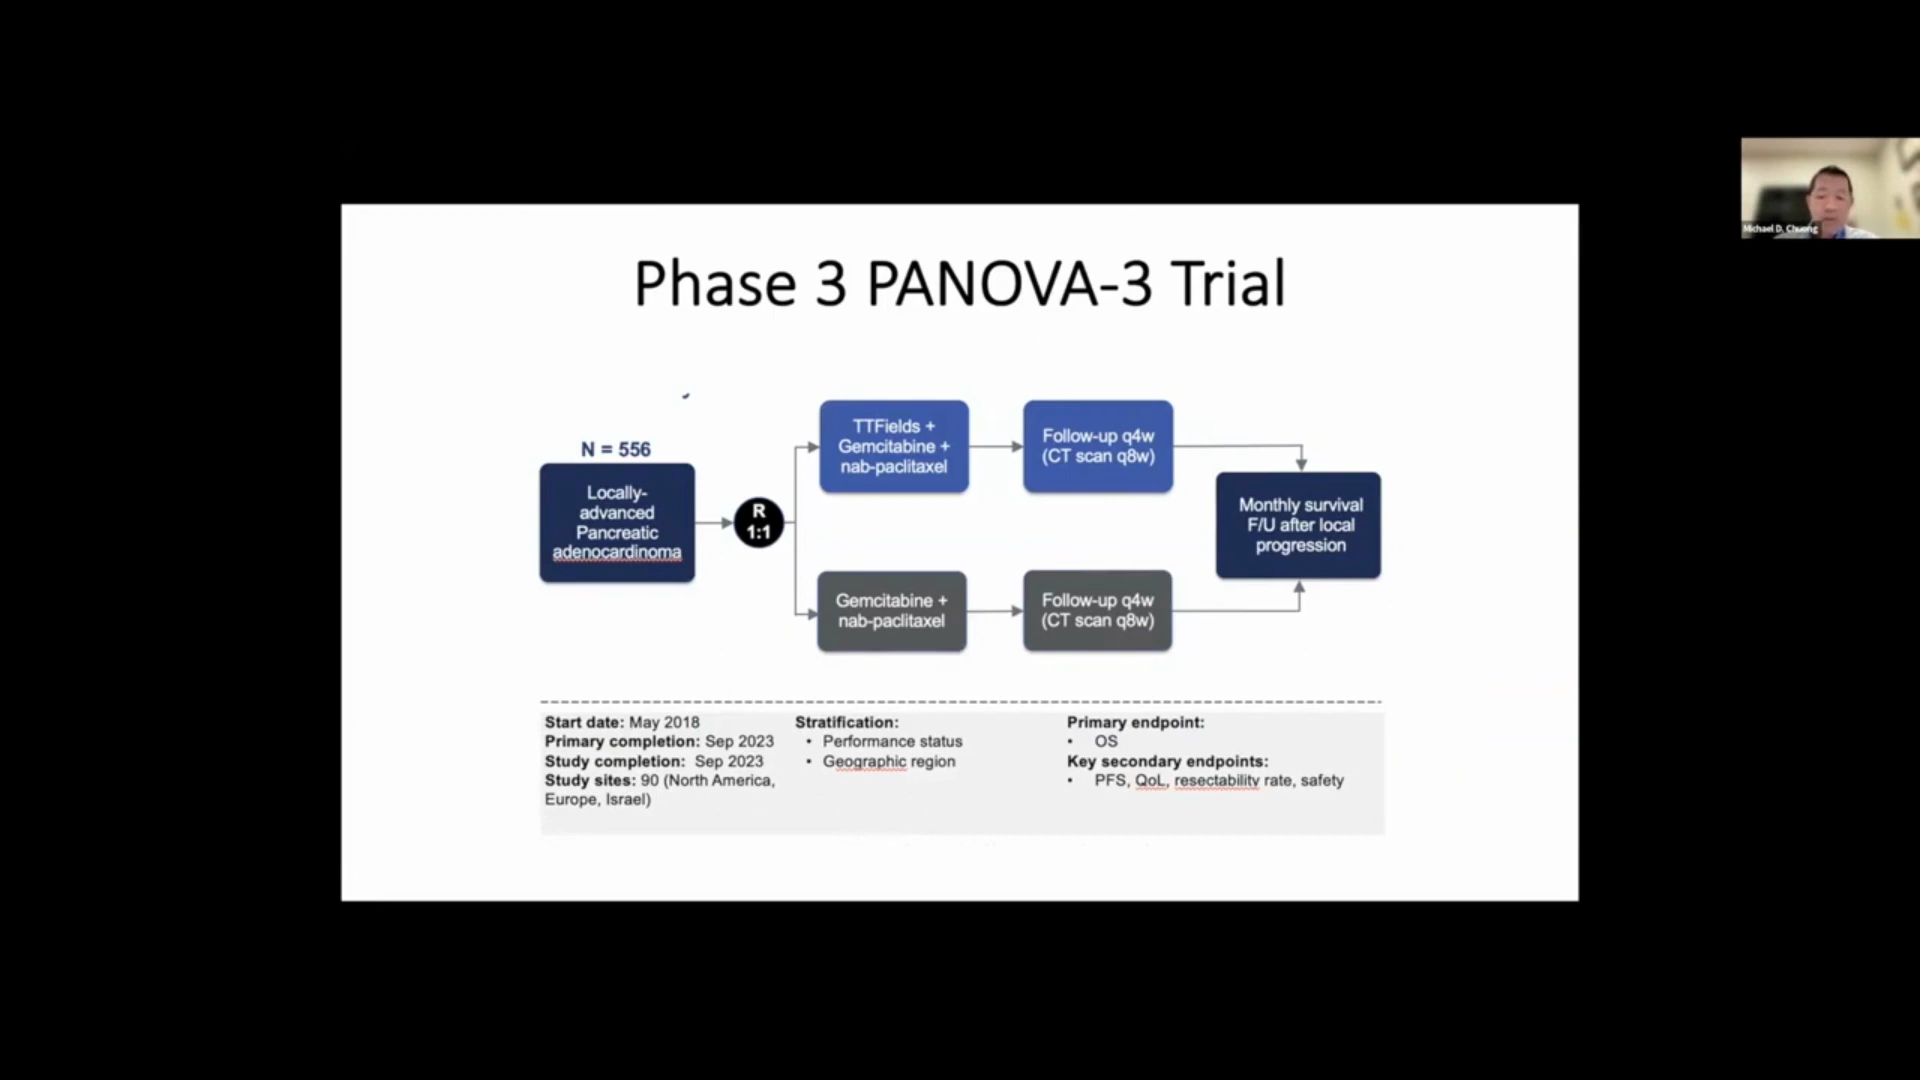 Phase 3 PANOVA-3 Trial
N = 556
Locally-
advanced
Pancreatic
adenocardinoma
R
1:1
TTFields +
Gemcitabine +
nab-paclitaxel
Follow-up q4w
(CT scan q8w)
Gemcitabine +
nab-paclitaxel
Follow-up q4w
(CT scan q8w)
Monthly survival
F/U after local
progression
Start date: May 2018
Primary completion: Sep 2023
Study completion: Sep 2023
Study sites: 90 (North America,
Europe, Israel)
Stratification:
• Performance status
• Geographic region
Primary endpoint:
• OS
Key secondary endpoints:
• PFS, QoL, resectability rate, safety
Michael D. Chuong